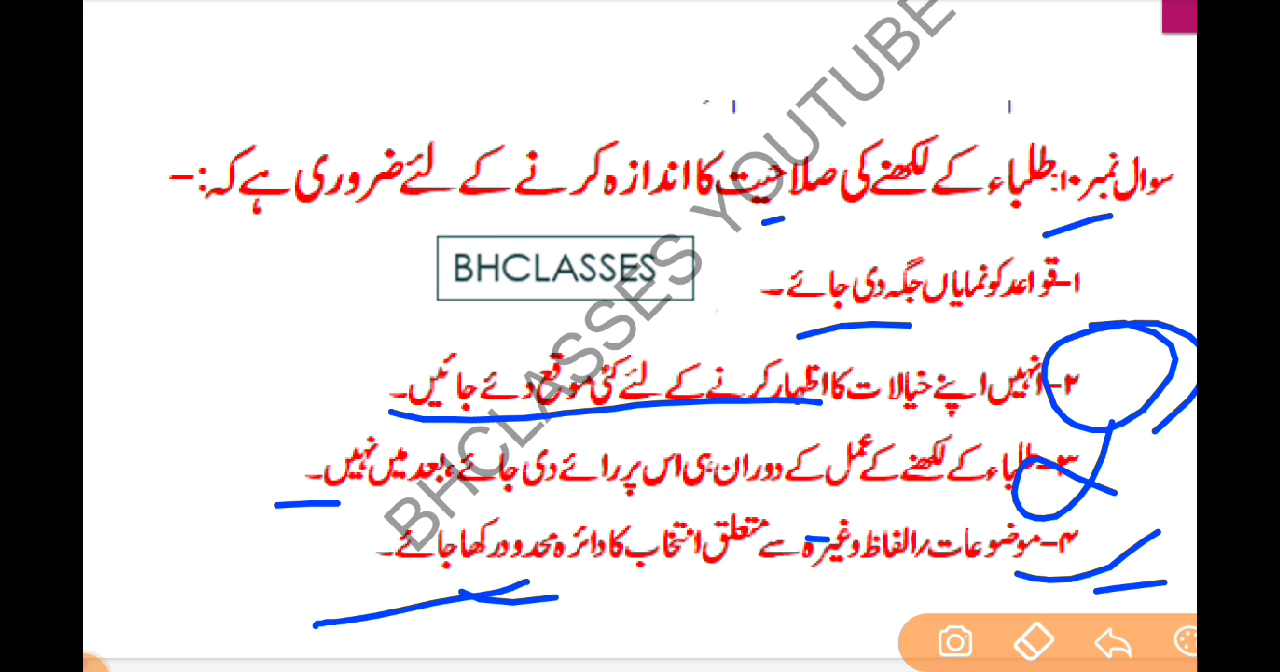 سوال نمبر ۱۰: طلباء کے لکھنے کی صلاحیت کا اندازہ کرنے کے لئے ضروری ہے کہ: -
BHCLASSES
۱- قواعد کو نمایاں جگہ دی جائے ۔
۲- انہیں اپنے خیالات کا اظہار کرنے کے لئے کئی موقع دئے جائیں ۔
۳- طلباء کے لکھنے کے عمل کے دوران ہی اس پر رائے دی جائے، بعد میں نہیں ۔
۴- موضوعات / الفاظ وغیرہ سے متعلق انتخاب کا دائرہ محدود رکھا جائے ۔
BHCLASSES YOUTUBE